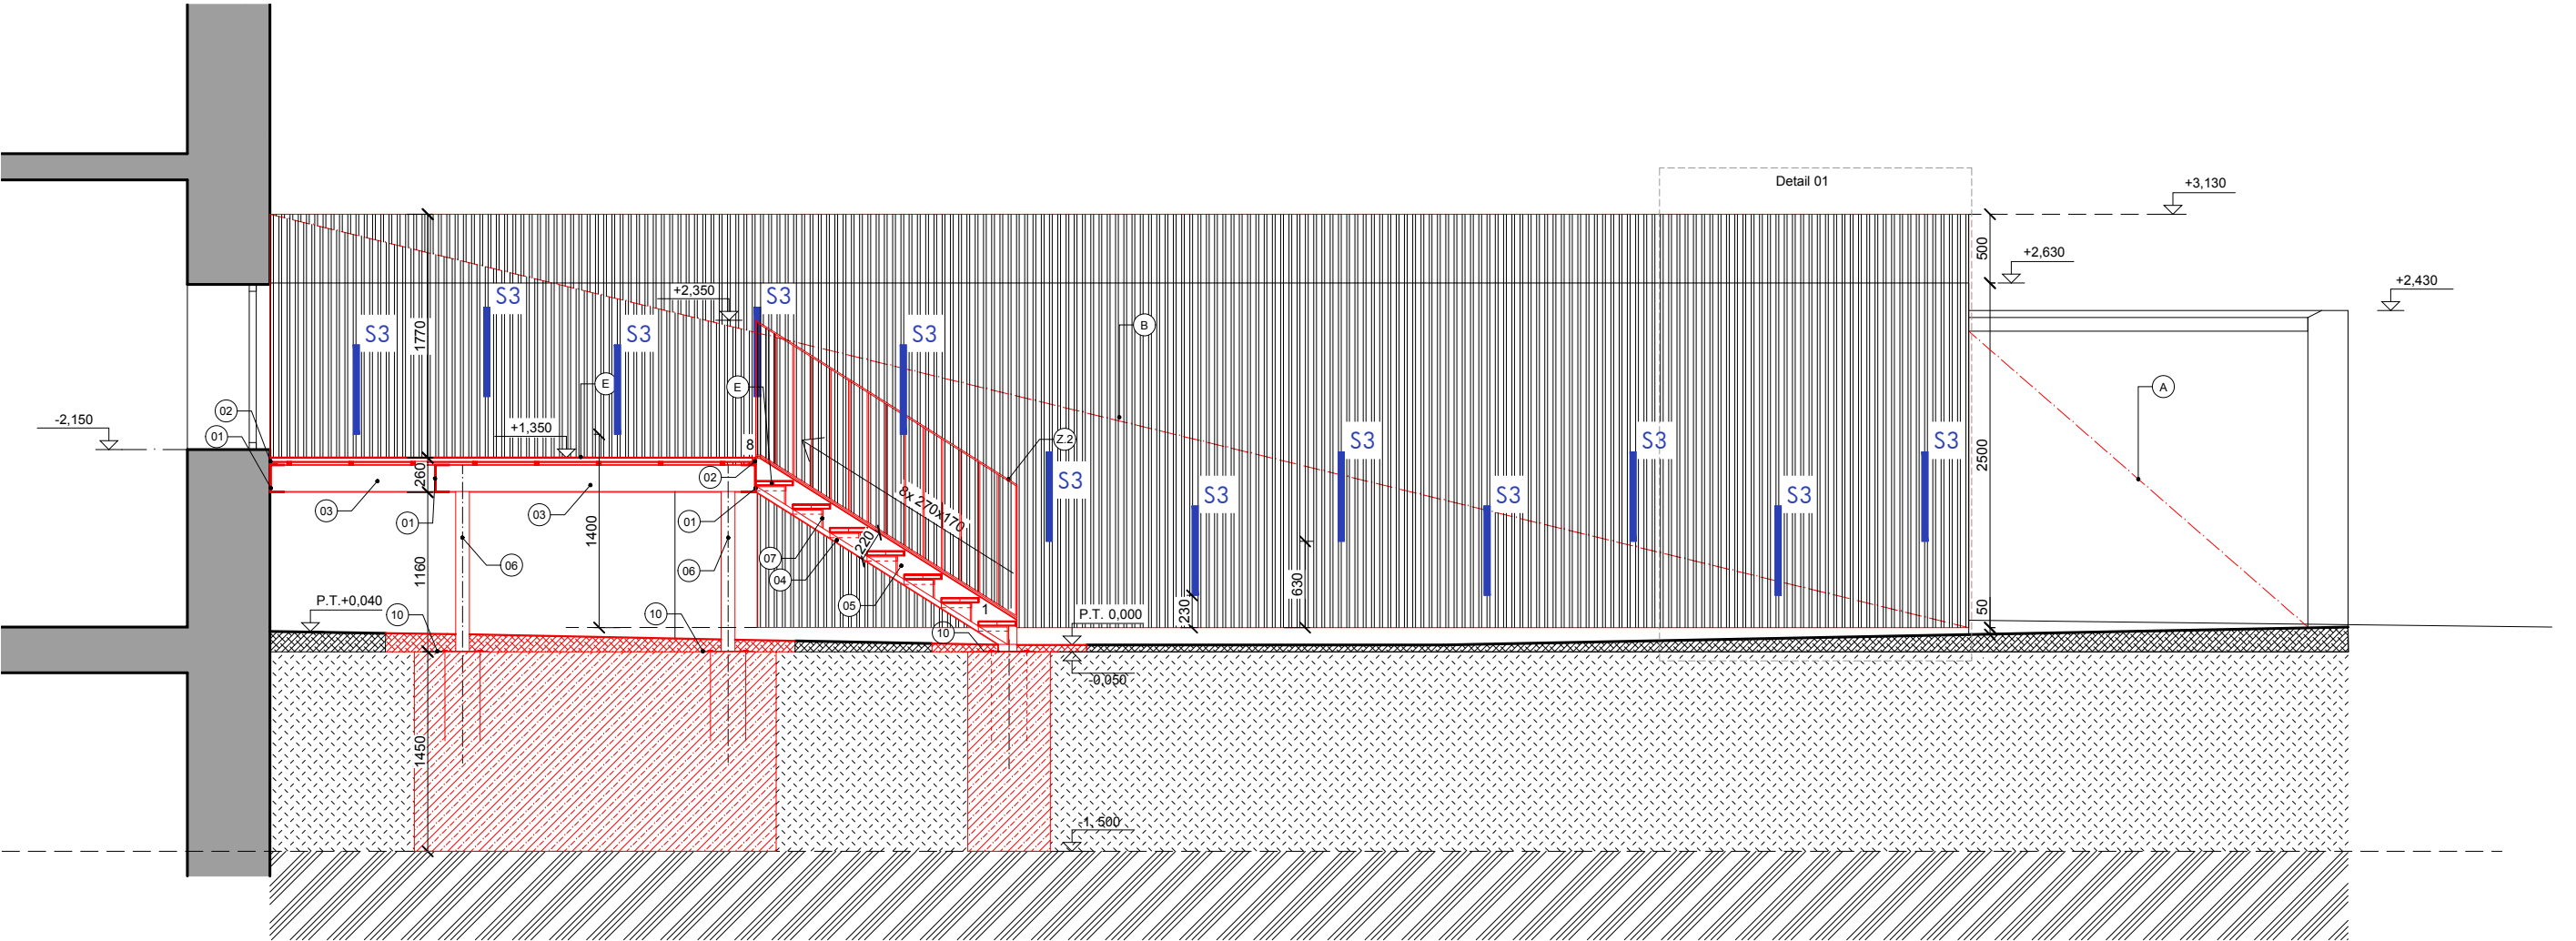 Detail 01
+3,130
500
+2,630
+2,430
S3
+2,350
S3
S3
S3
S3
1770
B
E
E
A
02
-2,150
01
+1,350
8
Z.2
S3
S3
S3
S3
S3
S3
S3
2500
260
02
03
01
03
01
8x 270x170
1400
220
07
04
06
06
05
1160
630
230
50
P.T.+0,040
10
10
1
P.T. 0,000
10
-0,050
1450
-1, 500